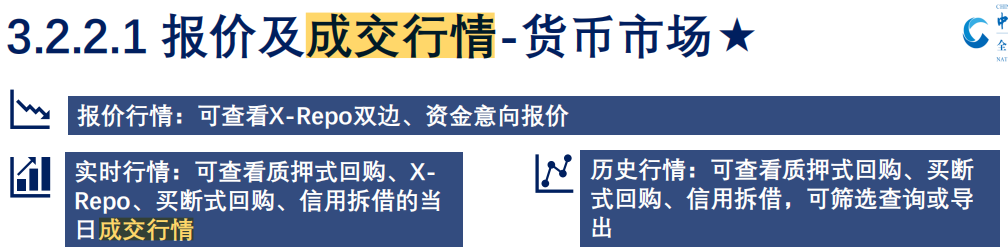 3.2.2.1 报价及成交行情-货币市场★
CHIN
中
全
NAT
报价行情：可查看X-Repo双边、资金意向报价
实时行情：可查看质押式回购、X-
Repo、买断式回购、信用拆借的当
日成交行情
历史行情：可查看质押式回购、买断
式回购、信用拆借，可筛选查询或导
出